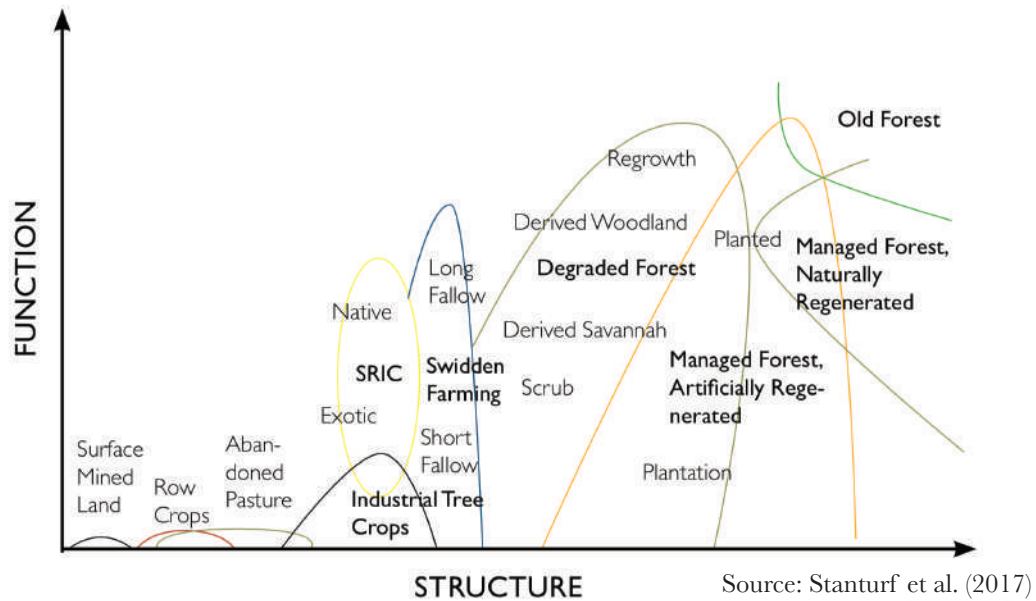 FUNCTION
Old Forest
Regrowth
Derived Woodland
Planted
Managed Forest,
Naturally
Regenerated
Degraded Forest
Long
Fallow
Native
Derived Savannah
SRIC
Swidden
Farming
Scrub
Managed Forest,
Artificially Rege-
nerated
Exotic
Short
Fallow
Surface
Mined
Land
Row
Crops
Aban-
doned
Pasture
Industrial Tree
Crops
Plantation
STRUCTURE
Source: Stanturf et al. (2017)